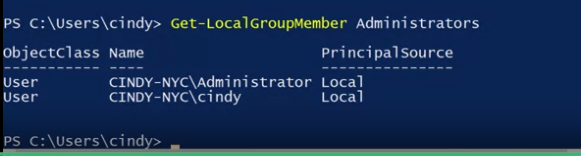 PS C:\Users\cindy> Get-LocalGroupMember Administrators
ObjectClass Name PrincipalSource
----------- ---- ---------------
User CINDY-NYC\Administrator Local
User CINDY-NYC\cindy Local
PS C:\Users\cindy> _